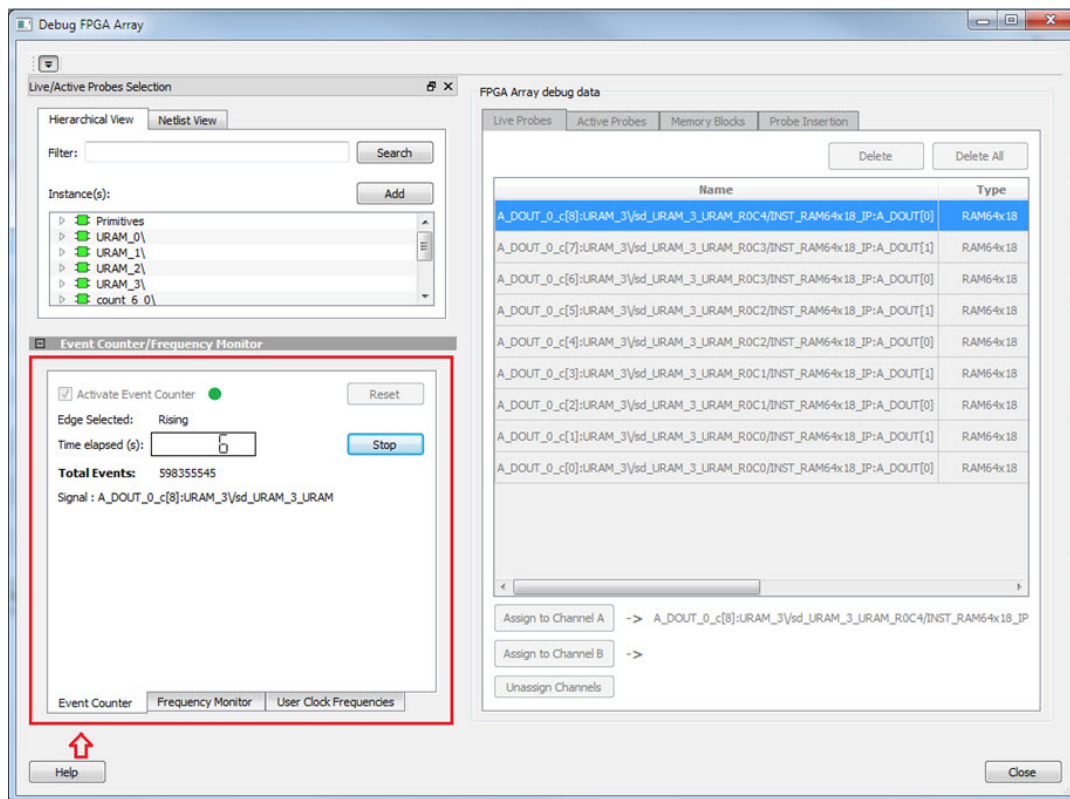 Debug FPGA Array
Live/Active Probes Selection
Hierarchical View
Netlist View
Filter:
Search
Instance(s):
Add
Primitives
URAM_0\
URAM_1\
URAM_2\
URAM_3\
count_6_0\
Event Counter/Frequency Monitor
Activate Event Counter
Reset
Edge Selected: Rising
Time elapsed (s): 6
Stop
Total Events: 598355545
Signal : A_DOUT_0_c[8]:URAM_3\/sd_URAM_3_URAM
Event Counter
Frequency Monitor
User Clock Frequencies
Help
FPGA Array debug data
Live Probes
Active Probes
Memory Blocks
Probe Insertion
Delete
Delete All
Name Type
A_DOUT_0_c[8]:URAM_3\/sd_URAM_3_URAM_R0C4/INST_RAM64x18_IP:A_DOUT[0] RAM64x18
A_DOUT_0_c[7]:URAM_3\/sd_URAM_3_URAM_R0C3/INST_RAM64x18_IP:A_DOUT[1] RAM64x18
A_DOUT_0_c[6]:URAM_3\/sd_URAM_3_URAM_R0C3/INST_RAM64x18_IP:A_DOUT[0] RAM64x18
A_DOUT_0_c[5]:URAM_3\/sd_URAM_3_URAM_R0C2/INST_RAM64x18_IP:A_DOUT[1] RAM64x18
A_DOUT_0_c[4]:URAM_3\/sd_URAM_3_URAM_R0C2/INST_RAM64x18_IP:A_DOUT[0] RAM64x18
A_DOUT_0_c[3]:URAM_3\/sd_URAM_3_URAM_R0C1/INST_RAM64x18_IP:A_DOUT[1] RAM64x18
A_DOUT_0_c[2]:URAM_3\/sd_URAM_3_URAM_R0C1/INST_RAM64x18_IP:A_DOUT[0] RAM64x18
A_DOUT_0_c[1]:URAM_3\/sd_URAM_3_URAM_R0C0/INST_RAM64x18_IP:A_DOUT[1] RAM64x18
A_DOUT_0_c[0]:URAM_3\/sd_URAM_3_URAM_R0C0/INST_RAM64x18_IP:A_DOUT[0] RAM64x18
Assign to Channel A -> A_DOUT_0_c[8]:URAM_3\/sd_URAM_3_URAM_R0C4/INST_RAM64x18_IP
Assign to Channel B ->
Unassign Channels
Close